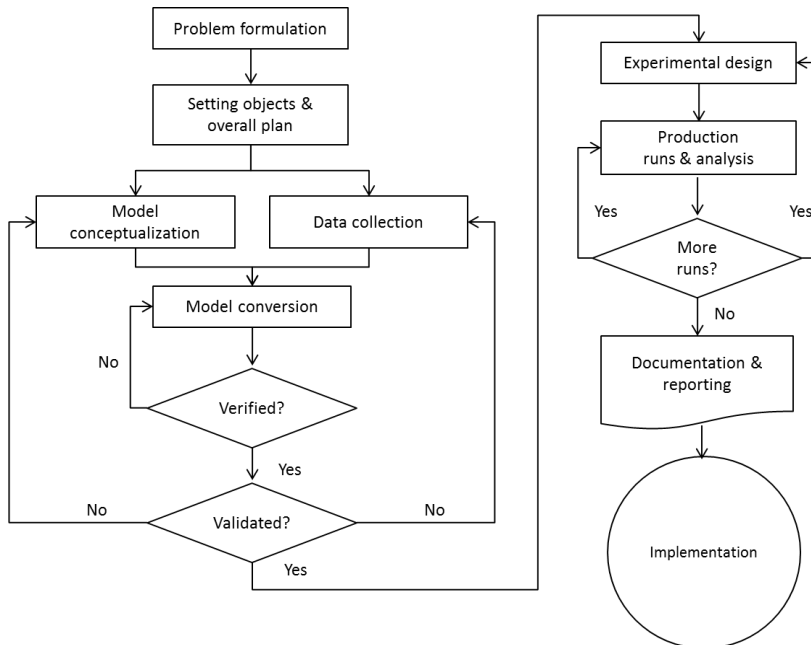 Problem formulation
Setting objects &
overall plan
Model
conceptualization
Data collection
Model conversion
No
Verified?
Yes
No
Validated?
No
Yes
Experimental design
Production
runs & analysis
Yes
Yes
More
runs?
No
Documentation &
reporting
Implementation